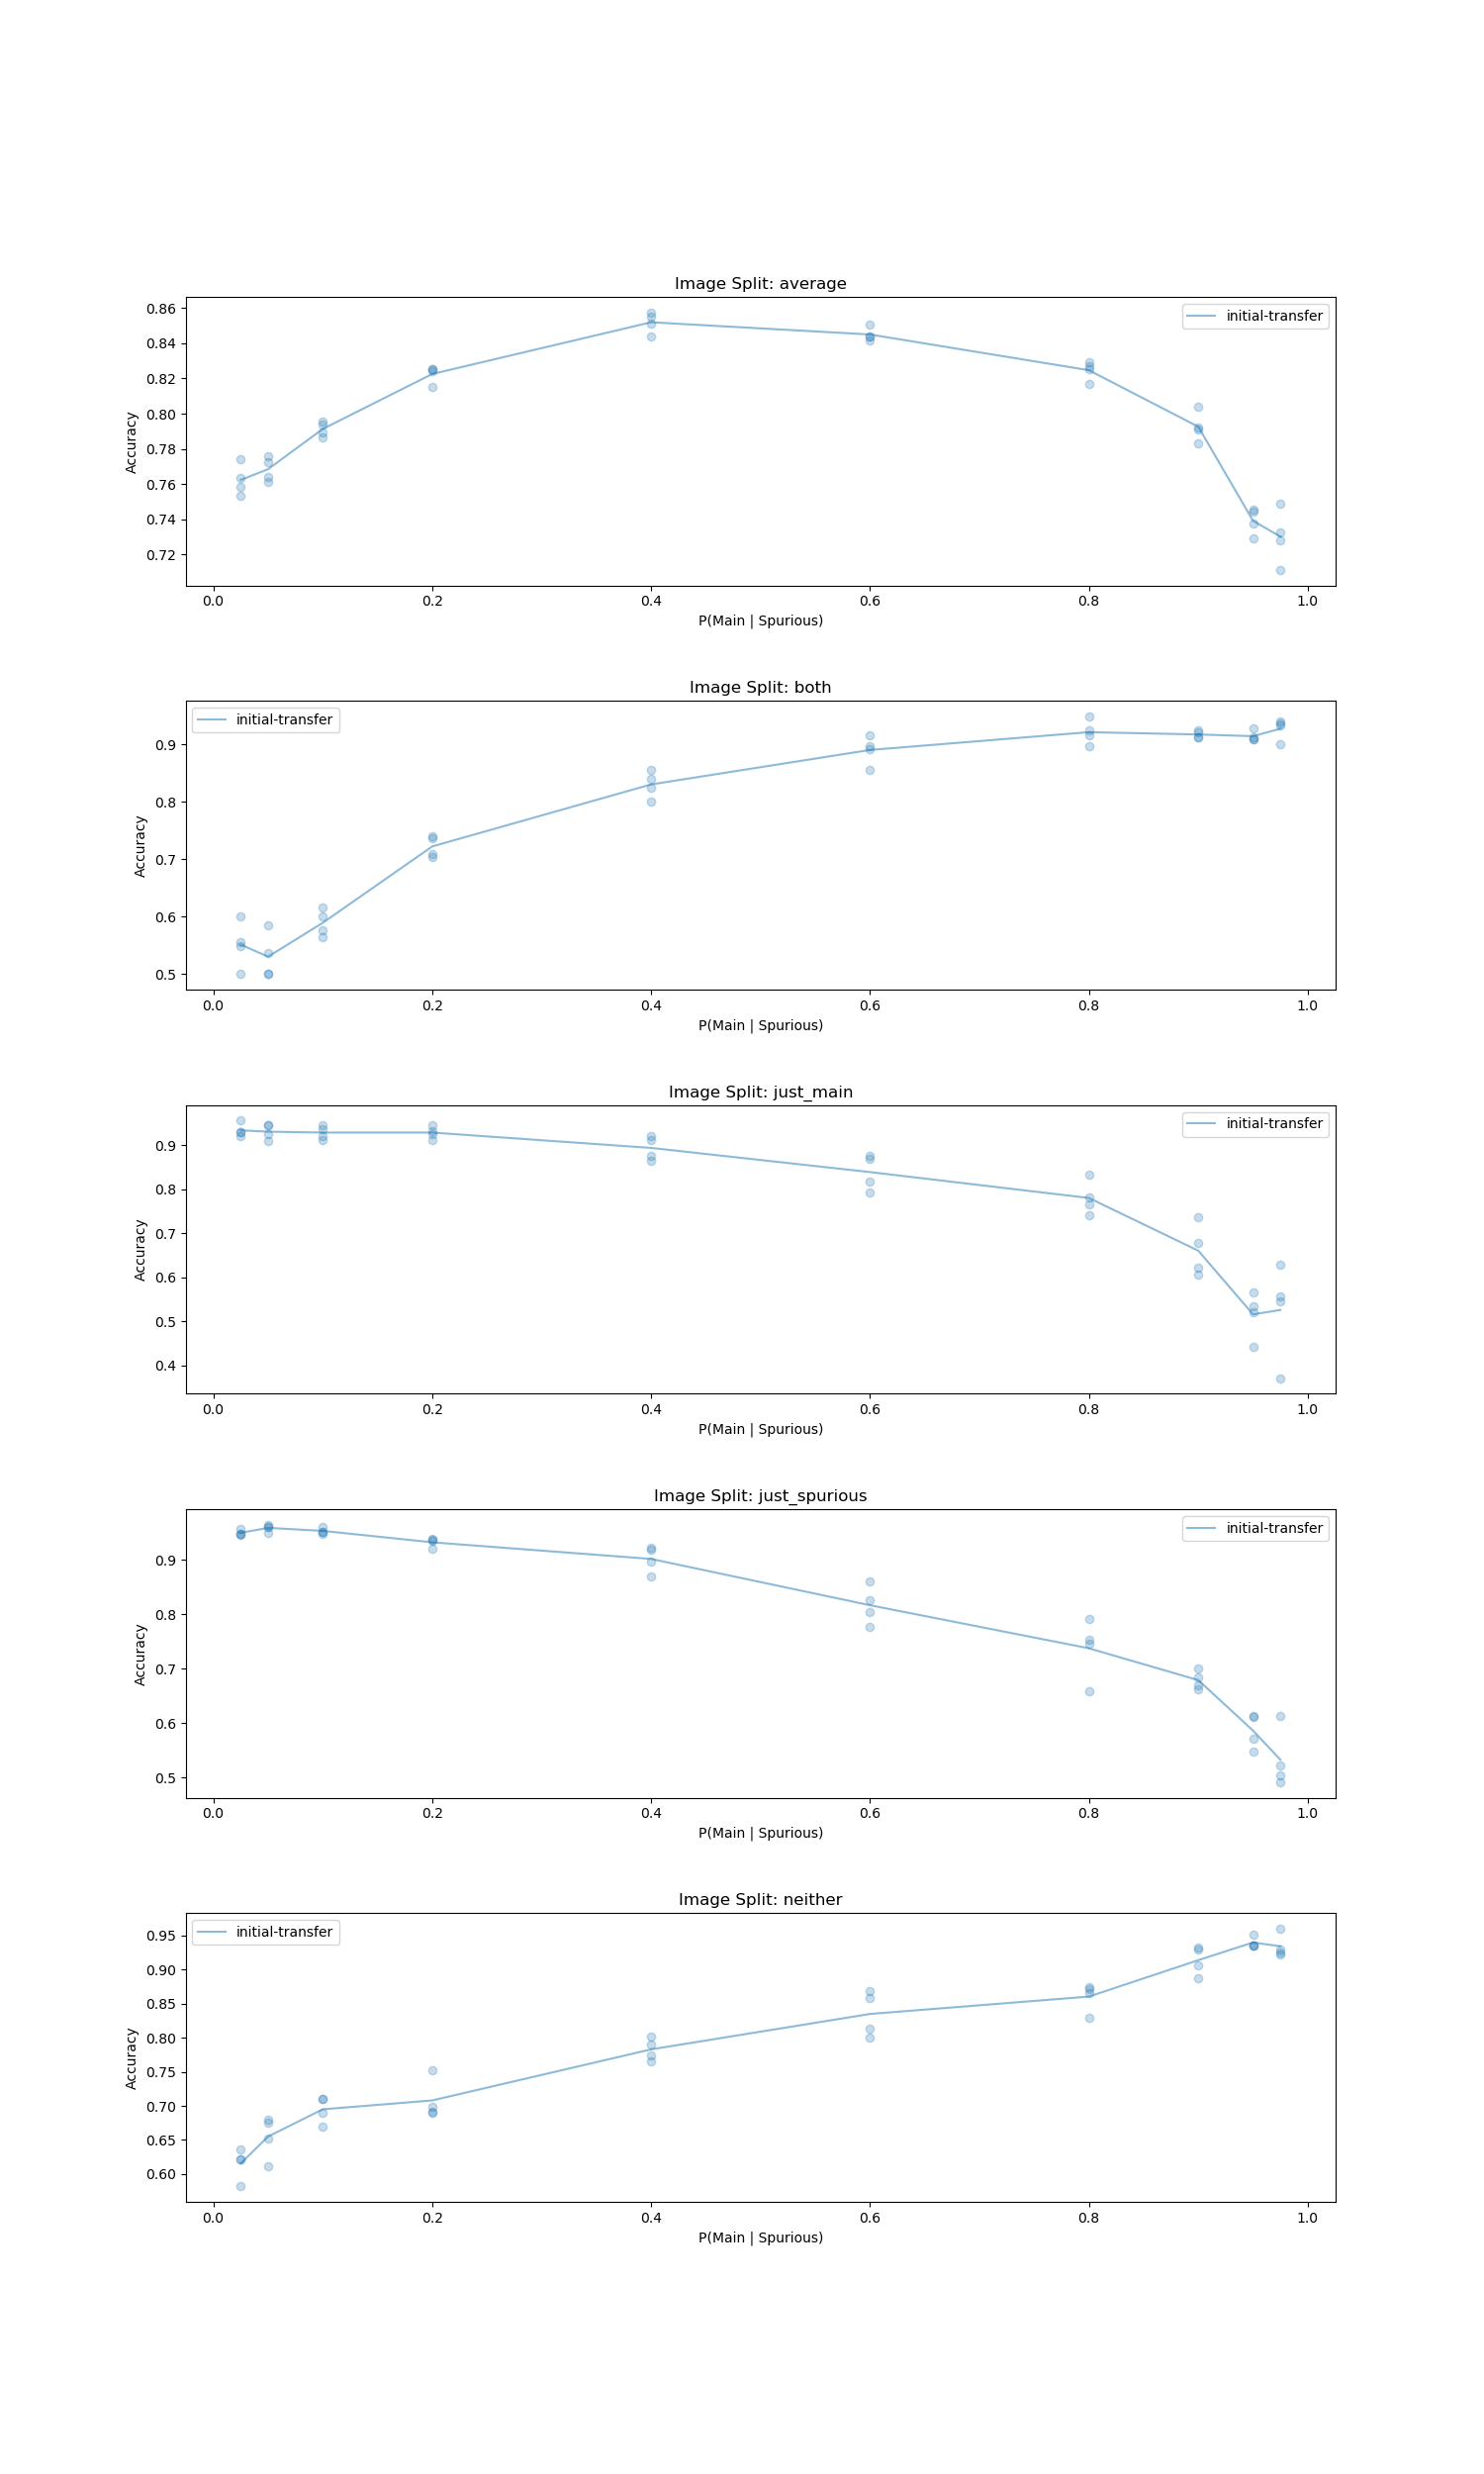 Image Split: average
initial-transfer
Accuracy
0.86
0.84
0.82
0.80
0.78
0.76
0.74
0.72
0.0 0.2 0.4 0.6 0.8 1.0
P(Main | Spurious)
Image Split: both
initial-transfer
Accuracy
0.9
0.8
0.7
0.6
0.5
0.0 0.2 0.4 0.6 0.8 1.0
P(Main | Spurious)
Image Split: just_main
initial-transfer
Accuracy
0.9
0.8
0.7
0.6
0.5
0.4
0.0 0.2 0.4 0.6 0.8 1.0
P(Main | Spurious)
Image Split: just_spurious
initial-transfer
Accuracy
0.9
0.8
0.7
0.6
0.5
0.0 0.2 0.4 0.6 0.8 1.0
P(Main | Spurious)
Image Split: neither
initial-transfer
Accuracy
0.95
0.90
0.85
0.80
0.75
0.70
0.65
0.60
0.0 0.2 0.4 0.6 0.8 1.0
P(Main | Spurious)